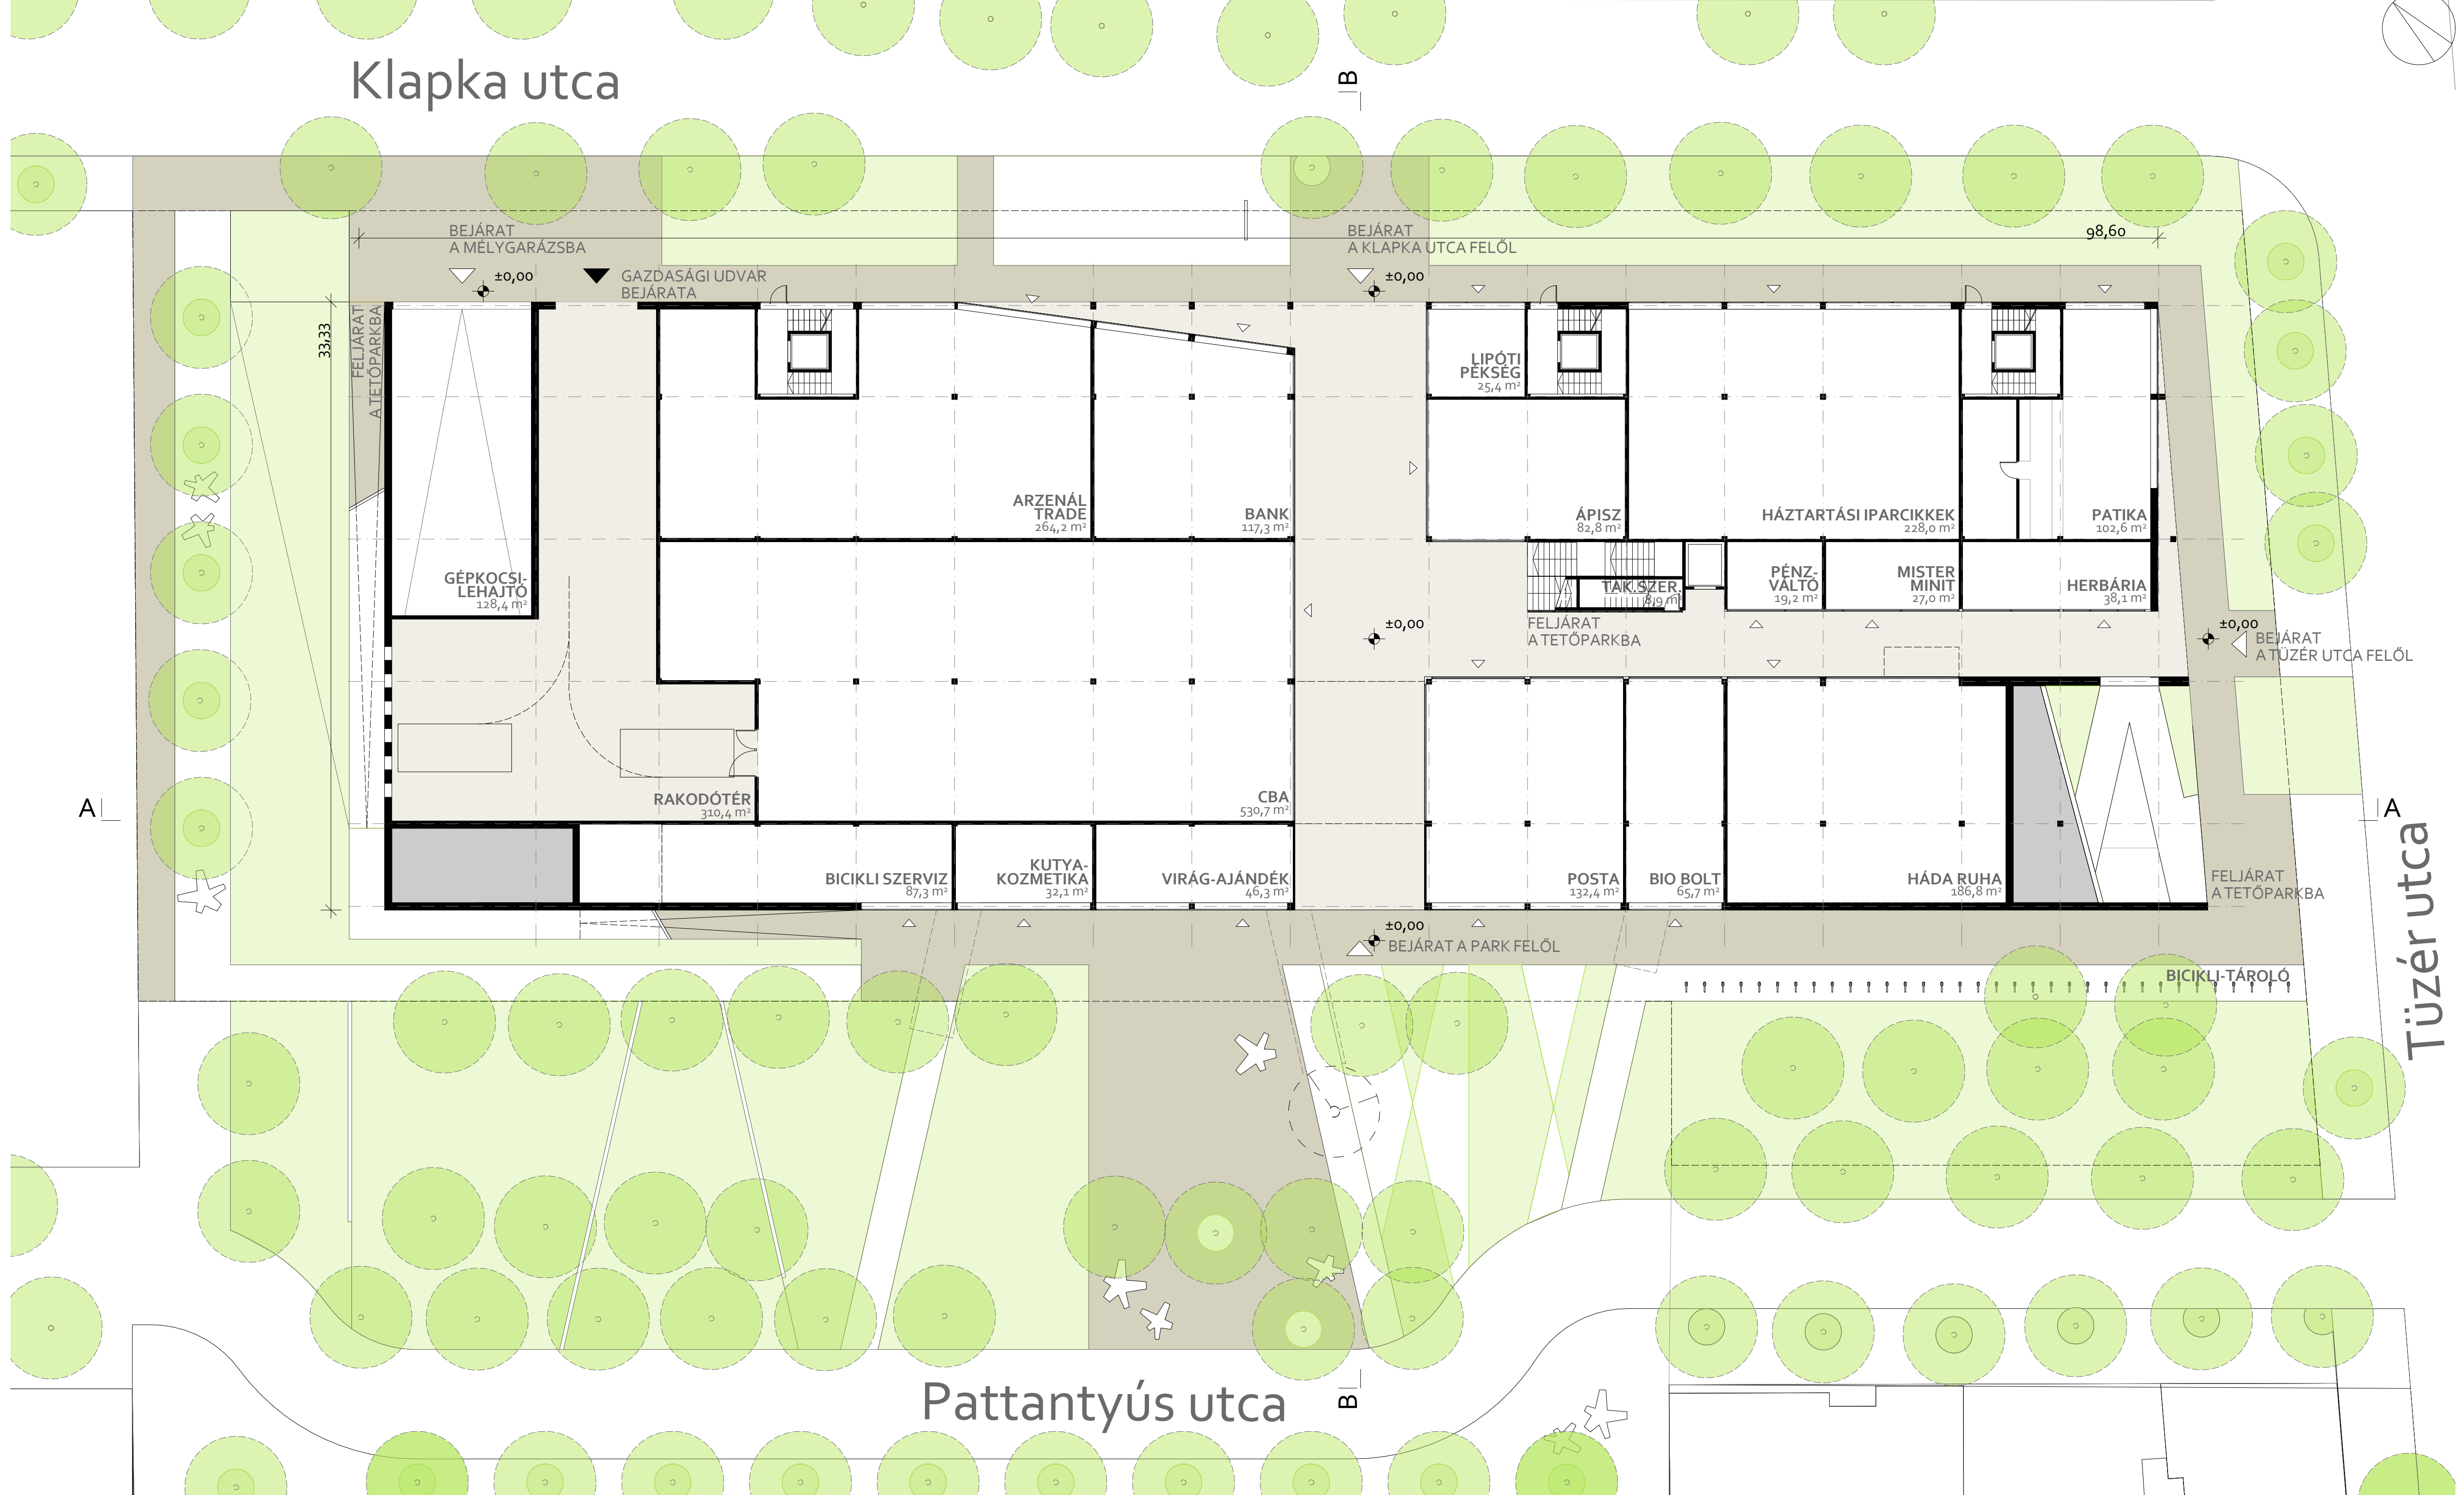 Klapka utca
B
BEJÁRAT
A MÉLYGARÁZSBA
±0,00
GAZDASÁGI UDVAR
BEJÁRATA
BEJÁRAT
A KLAPKA UTCA FELŐL
±0,00
98,60
33,33
FELJÁRAT
A TETŐPARKBA
LIPÓTI
PÉKSÉG
25,4 m²
ARZENÁL
TRADE
264,2 m²
BANK
117,3 m²
ÁPISZ
82,8 m²
HÁZTARTÁSI IPARCIKKEK
228,0 m²
PATIKA
102,6 m²
GÉPKOCSI-
LEHAJTÓ
128,4 m²
TAK.SZER.
8,9 m²
PÉNZ-
VÁLTÓ
19,2 m²
MISTER
MINIT
27,0 m²
HERBÁRIA
38,1 m²
±0,00
FELJÁRAT
A TETŐPARKBA
±0,00
BEJÁRAT
A TÜZÉR UTCA FELŐL
RAKODÓTÉR
310,4 m²
CBA
530,7 m²
A
A
BICIKLI SZERVIZ
87,3 m²
KUTYA-
KOZMETIKA
32,1 m²
VIRÁG-AJÁNDÉK
46,3 m²
POSTA
132,4 m²
BIO BOLT
65,7 m²
HÁDA RUHA
186,8 m²
FELJÁRAT
A TETŐPARKBA
±0,00
BEJÁRAT A PARK FELŐL
BICIKLI-TÁROLÓ
Tüzér utca
Pattantyús utca
B